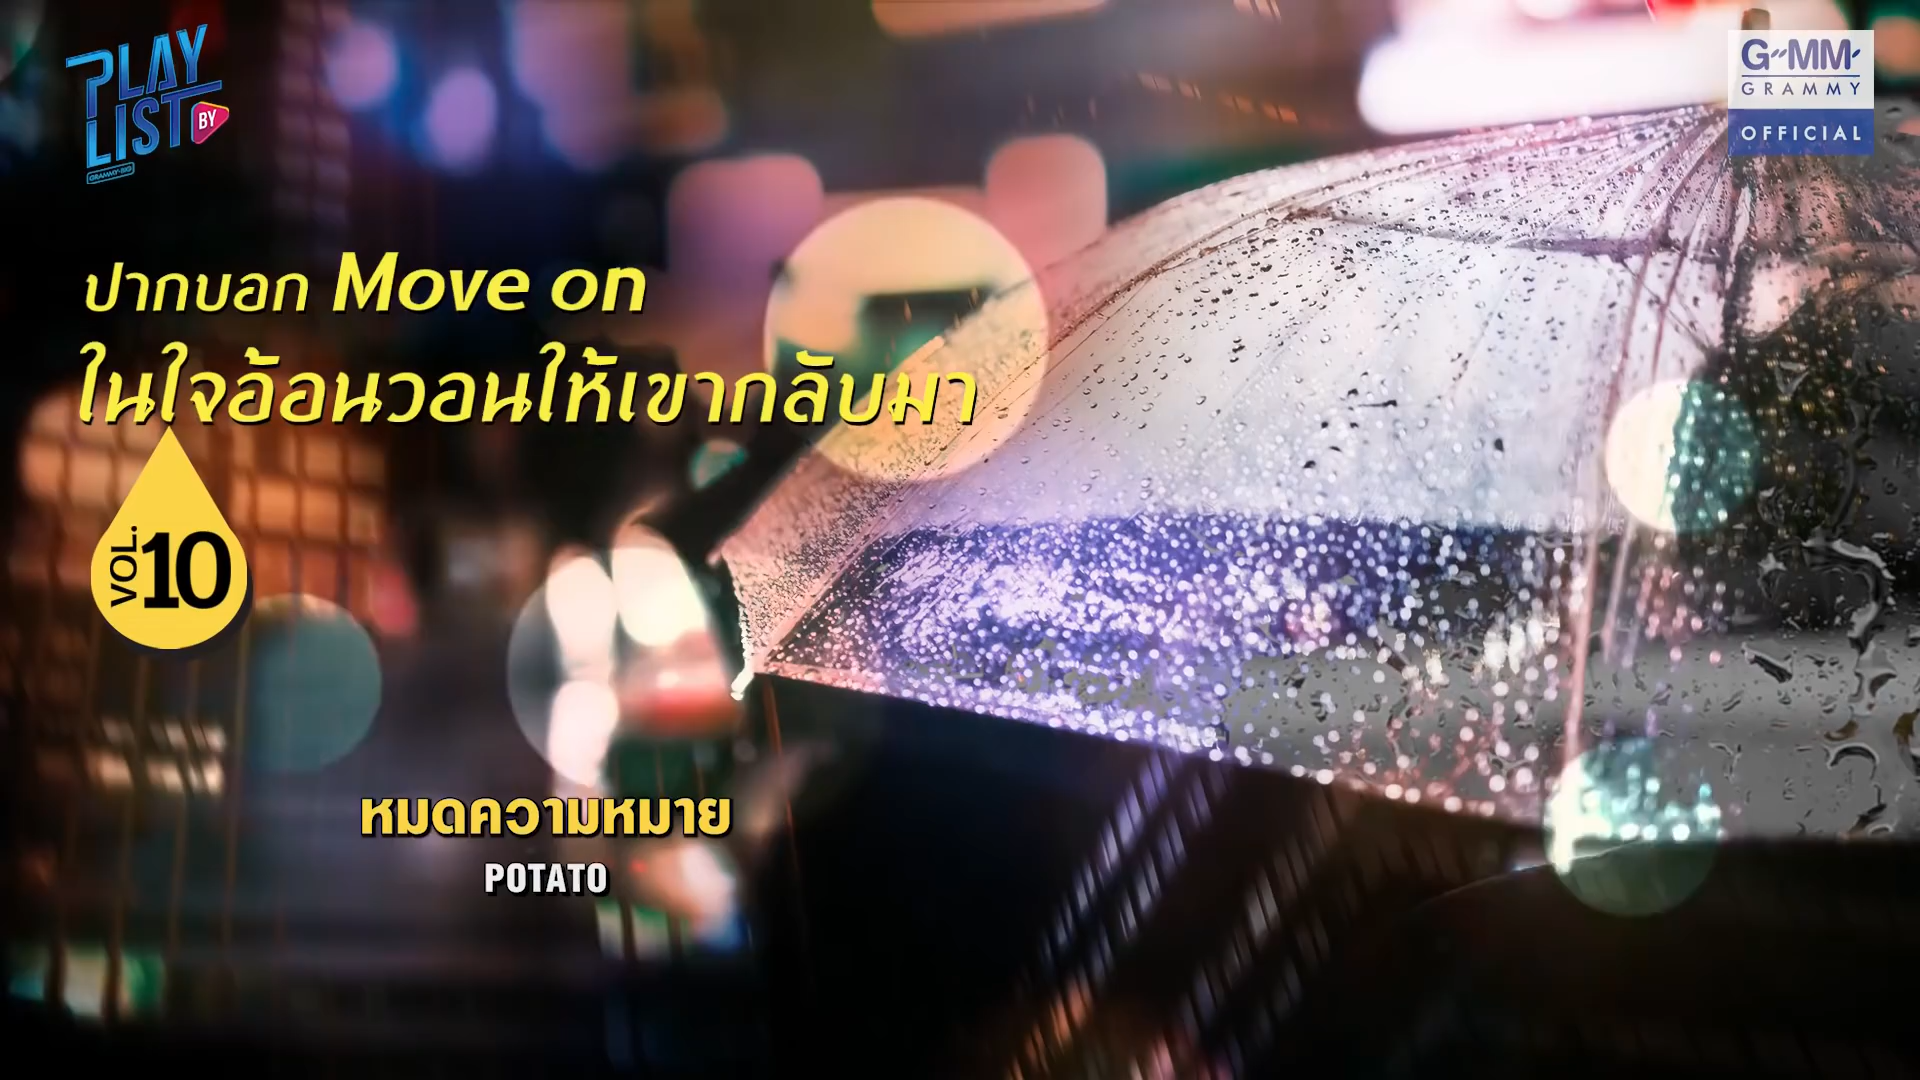 PLAY
LIST BY
GRAMMY BIG
G"MM'
GRAMMY
OFFICIAL
ปากบอก Move on
ในใจอ้อนวอนให้เขากลับมา
VOL. 10
หมดความหมาย
POTATO